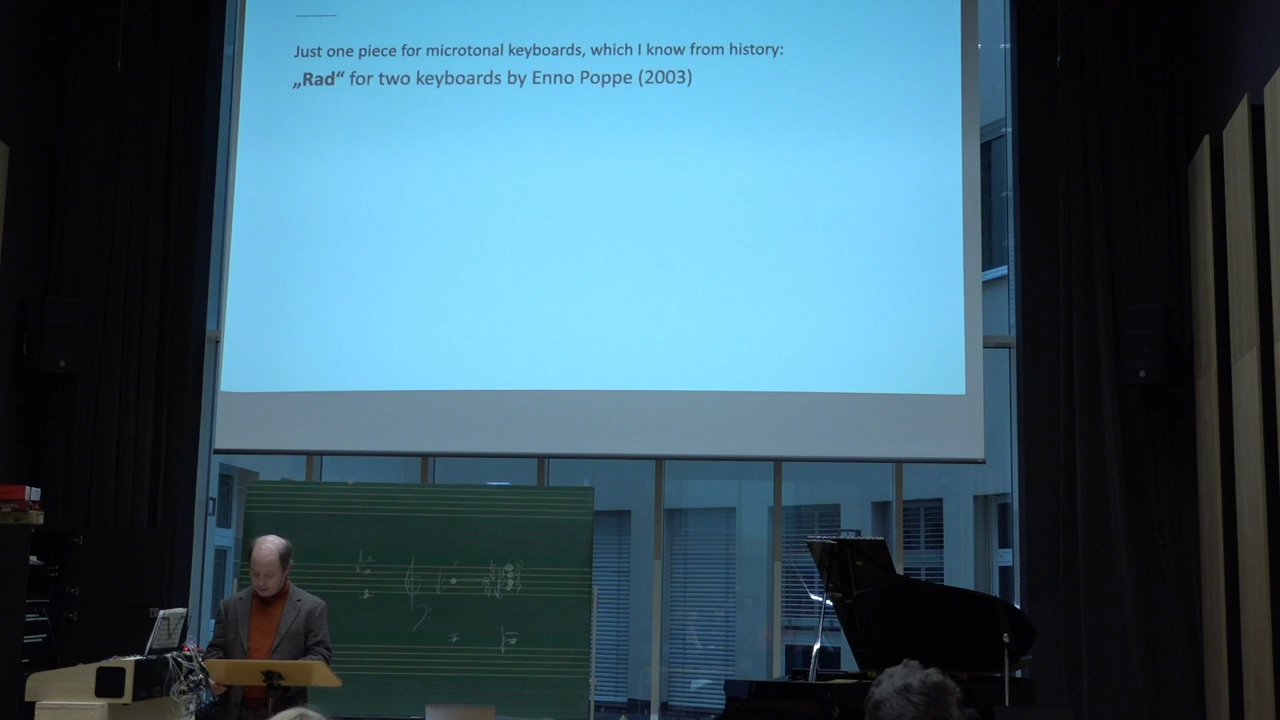 Just one piece for microtonal keyboards, which I know from history:
„Rad“ for two keyboards by Enno Poppe (2003)